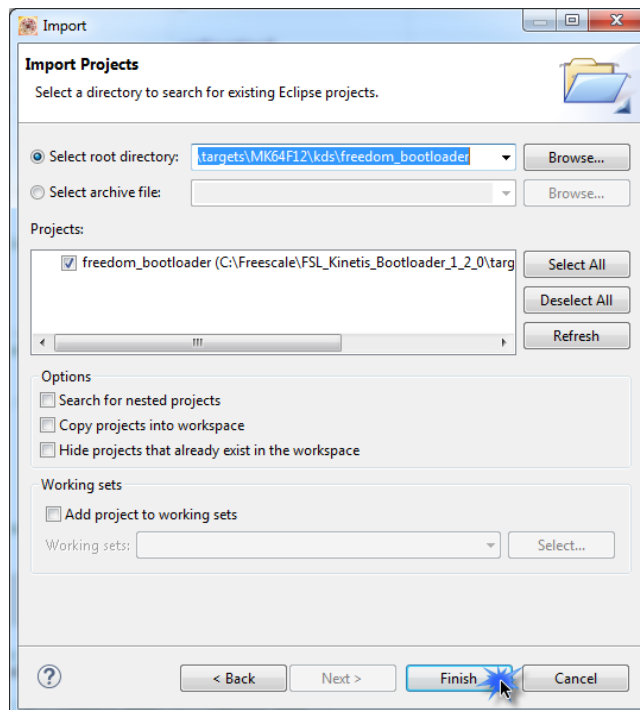 Import
Import Projects
Select a directory to search for existing Eclipse projects.
Select root directory: \targets\MK64F12\kds\freedom_bootloader Browse...
Select archive file: Browse...
Projects:
freedom_bootloader (C:\Freescale\FSL_Kinetis_Bootloader_1_2_0\targ Select All
Deselect All
Refresh
Options
Search for nested projects
Copy projects into workspace
Hide projects that already exist in the workspace
Working sets
Add project to working sets
Working sets: Select...
? < Back Next > Finish Cancel